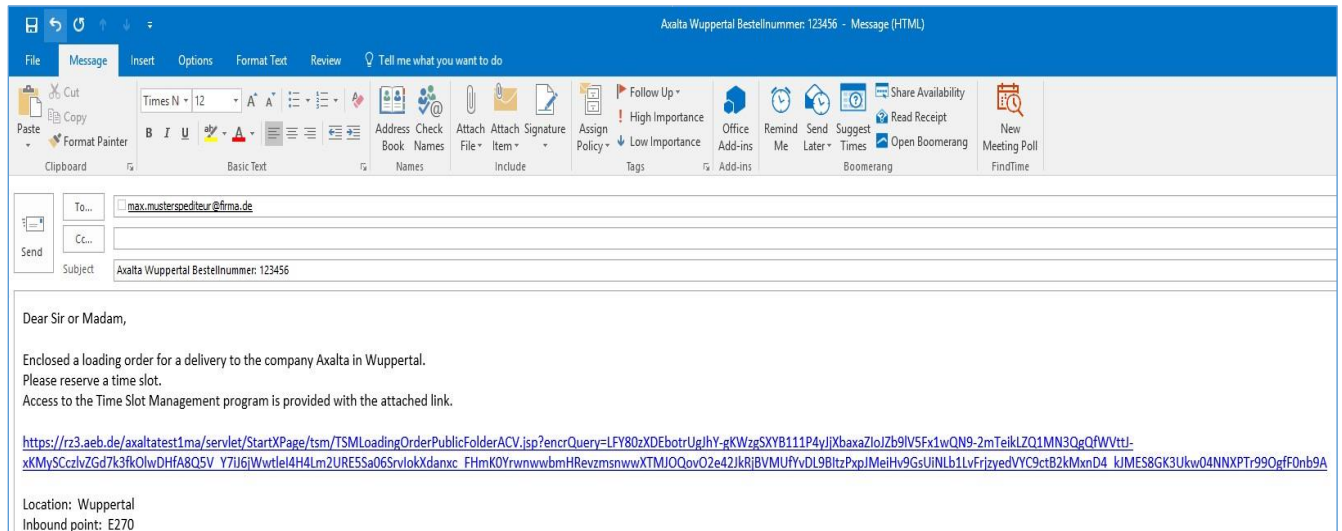 Axalta Wuppertal Bestellnummer: 123456 - Message (HTML)
File Message Insert Options Format Text Review Tell me what you want to do
Cut
Copy
Format Painter
Paste
Clipboard
Times N 12
B I U
Basic Text
Address Book
Check Names
Names
Attach File
Attach Item
Signature
Include
Assign Policy
Follow Up
High Importance
Low Importance
Tags
Office Add-ins
Add-ins
Remind Me
Send Later
Suggest Times
Share Availability
Read Receipt
Open Boomerang
Boomerang
New Meeting Poll
FindTime
Send
To... max.musterspediteur@firma.de
Cc...
Subject Axalta Wuppertal Bestellnummer: 123456
Dear Sir or Madam,
Enclosed a loading order for a delivery to the company Axalta in Wuppertal.
Please reserve a time slot.
Access to the Time Slot Management program is provided with the attached link.
Location: Wuppertal
Inbound point: E270